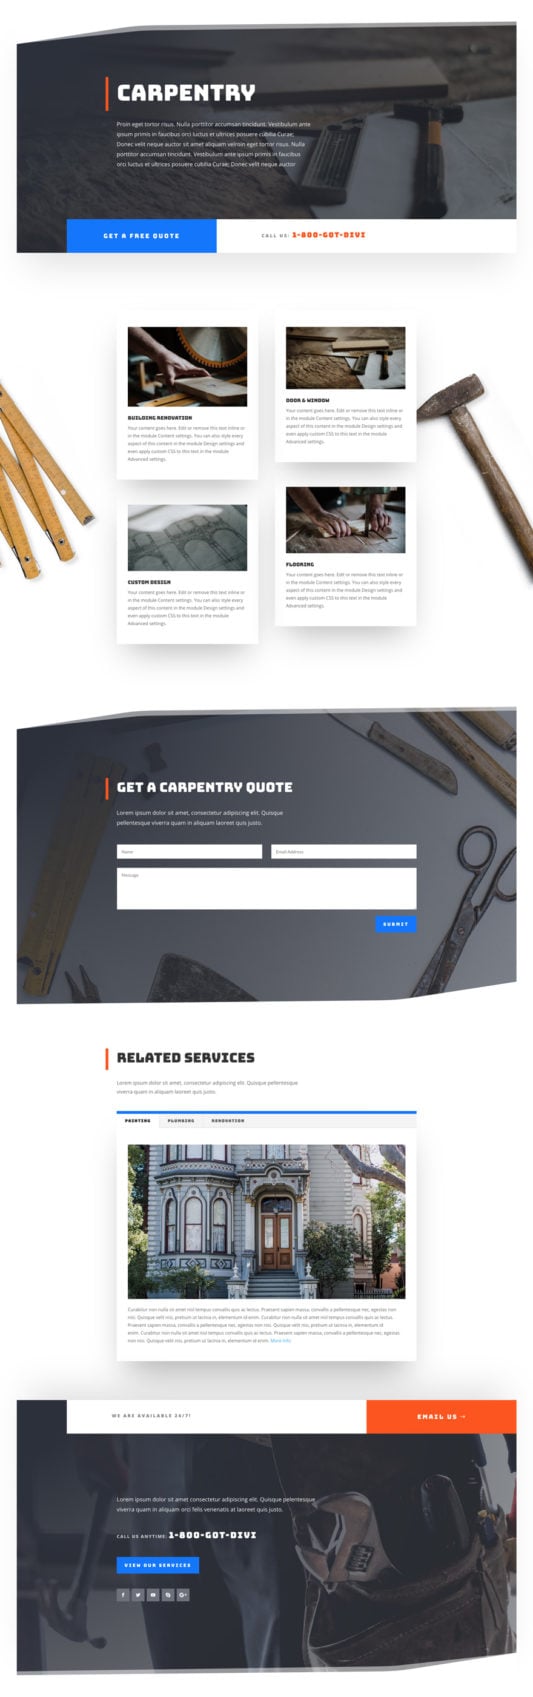 CARPENTRY
Proin eget tortor risus. Nulla porttitor accumsan tincidunt. Vestibulum ante
ipsum primis in faucibus orci luctus et ultrices posuere cubilia Curae;
Donec velit neque auctor sit amet aliquam velroin eget tortor risus. Nulla
porttitor accumsan tincidunt. Vestibulum ante ipsum primis in faucibus
orci luctus et ultrices posuere cubilia Curae; Donec velit neque auctor
GET A FREE QUOTE
CALL US: 1-800-GOT-DIVI
BUILDING RENOVATION
Your content goes here. Edit or remove this text inline or
in the module Content settings. You can also style every
aspect of this content in the module Design settings and
even apply custom CSS to this text in the module
Advanced settings.
DOOR & WINDOW
Your content goes here. Edit or remove this text inline or
in the module Content settings. You can also style every
aspect of this content in the module Design settings and
even apply custom CSS to this text in the module
Advanced settings.
CUSTOM DESIGN
Your content goes here. Edit or remove this text inline or
in the module Content settings. You can also style every
aspect of this content in the module Design settings and
even apply custom CSS to this text in the module
Advanced settings.
FLOORING
Your content goes here. Edit or remove this text inline or
in the module Content settings. You can also style every
aspect of this content in the module Design settings and
even apply custom CSS to this text in the module
Advanced settings.
GET A CARPENTRY QUOTE
Lorem ipsum dolor sit amet, consectetur adipiscing elit. Quisque
pellentesque viverra quam in aliquam laoreet quis justo.
Name
Email Address
Message
SUBMIT
RELATED SERVICES
Lorem ipsum dolor sit amet, consectetur adipiscing elit. Quisque pellentesque
viverra quam in aliquam laoreet quis justo.
PAINTING PLUMBING RENOVATION
Curabitur non nulla sit amet nisl tempus convallis quis ac lectus. Praesent sapien massa, convallis a pellentesque nec, egestas non
nisi. Quisque velit nisi, pretium ut lacinia in, elementum id enim. Curabitur non nulla sit amet nisl tempus convallis quis ac lectus.
Praesent sapien massa, convallis a pellentesque nec, egestas non nisi. Quisque velit nisi, pretium ut lacinia in, elementum id
enim. Curabitur non nulla sit amet nisl tempus convallis quis ac lectus. Praesent sapien massa, convallis a pellentesque nec, egestas
non nisi. Quisque velit nisi, pretium ut lacinia in, elementum id enim. More Info
WE ARE AVAILABLE 24/7!
EMAIL US →
Lorem ipsum dolor sit amet consectetur adipiscing elit. Quisque, pelentesque
viverra quam in aliquam orci felis venenatis at laoreet quis justo.
CALL US ANYTIME: 1-800-GOT-DIVI
VIEW OUR SERVICES